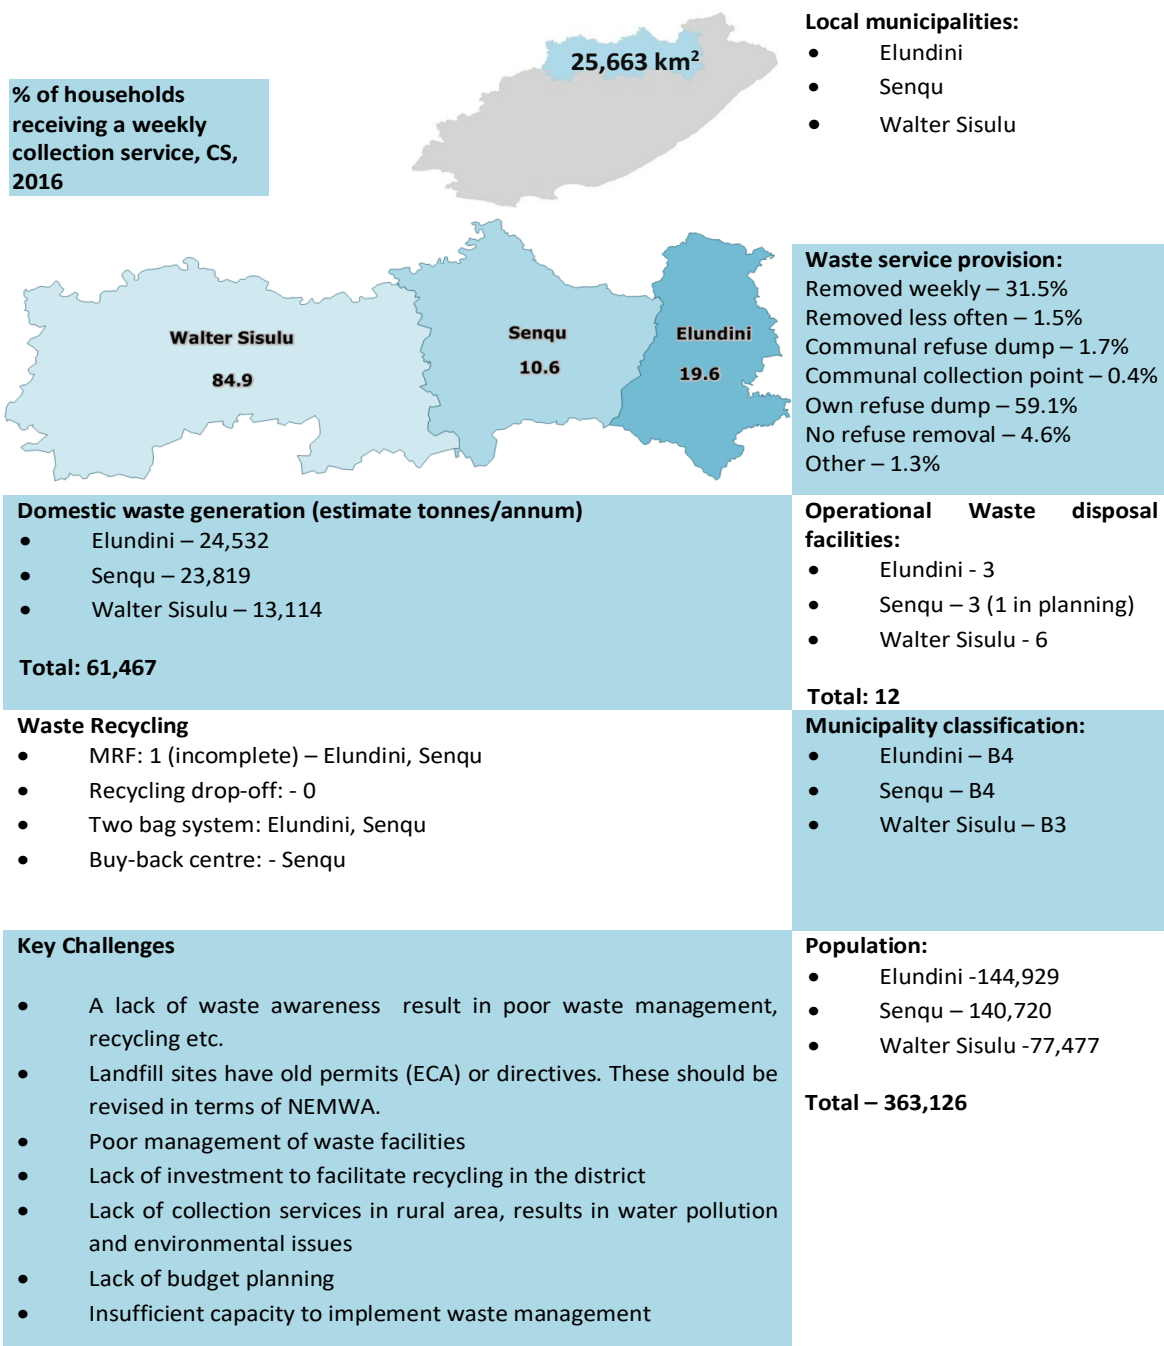 25,663 km²
% of households
receiving a weekly
collection service, CS,
2016
Local municipalities:
• Elundini
• Senqu
• Walter Sisulu
Walter Sisulu
84.9
Senqu
10.6
Elundini
19.6
Waste service provision:
Removed weekly – 31.5%
Removed less often – 1.5%
Communal refuse dump – 1.7%
Communal collection point – 0.4%
Own refuse dump – 59.1%
No refuse removal – 4.6%
Other – 1.3%
Domestic waste generation (estimate tonnes/annum)
• Elundini – 24,532
• Senqu – 23,819
• Walter Sisulu – 13,114
Total: 61,467
Operational Waste disposal
facilities:
• Elundini - 3
• Senqu – 3 (1 in planning)
• Walter Sisulu - 6
Total: 12
Waste Recycling
• MRF: 1 (incomplete) – Elundini, Senqu
• Recycling drop-off: - 0
• Two bag system: Elundini, Senqu
• Buy-back centre: - Senqu
Municipality classification:
• Elundini – B4
• Senqu – B4
• Walter Sisulu – B3
Key Challenges
• A lack of waste awareness result in poor waste management,
recycling etc.
• Landfill sites have old permits (ECA) or directives. These should be
revised in terms of NEMWA.
• Poor management of waste facilities
• Lack of investment to facilitate recycling in the district
• Lack of collection services in rural area, results in water pollution
and environmental issues
• Lack of budget planning
• Insufficient capacity to implement waste management
Population:
• Elundini -144,929
• Senqu – 140,720
• Walter Sisulu -77,477
Total – 363,126